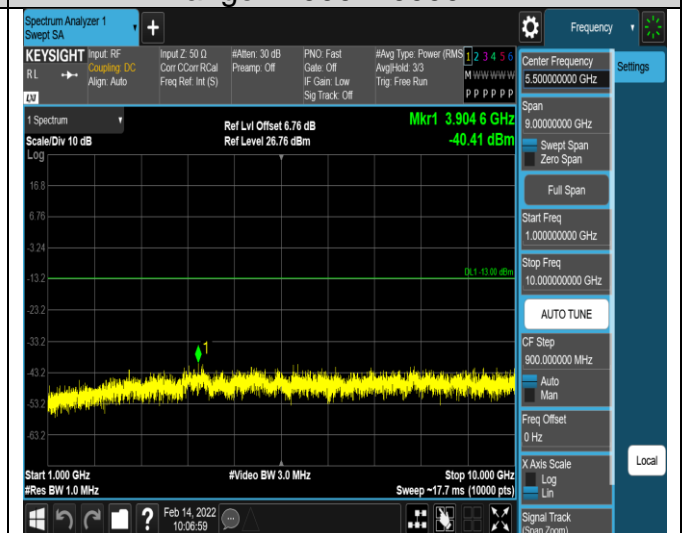 Spectrum Analyzer 1
Swept SA
Frequency
KEYSIGHT
RL
LXI
Input: RF
Coupling: DC
Align: Auto
Input Z: 50 Ω
Corr CCorr RCal
Freq Ref: Int (S)
#Atten: 30 dB
Preamp: Off
PNO: Fast
Gate: Off
IF Gain: Low
Sig Track: Off
#Avg Type: Power (RMS)
Avg|Hold: 3/3
Trig: Free Run
1 2 3 4 5 6
M W W W W W
P P P P P P
Center Frequency
5.500000000 GHz
Settings
1 Spectrum
Scale/Div 10 dB
Log
Ref Lvl Offset 6.76 dB
Ref Level 26.76 dBm
Mkr1 3.904 6 GHz
-40.41 dBm
Span
9.00000000 GHz
Swept Span
Zero Span
Full Span
Start Freq
1.000000000 GHz
Stop Freq
10.000000000 GHz
AUTO TUNE
CF Step
900.000000 MHz
Auto
Man
Freq Offset
0 Hz
X Axis Scale
Log
Lin
Local
Signal Track
(Span Zoom)
16.8
6.76
-3.24
-13.2
DL1 -13.00 dBm
-23.2
-33.2
1
-43.2
-53.2
-63.2
Start 1.000 GHz
#Video BW 3.0 MHz
Stop 10.000 GHz
#Res BW 1.0 MHz
Sweep ~17.7 ms (10000 pts)
?
Feb 14, 2022
10:06:59